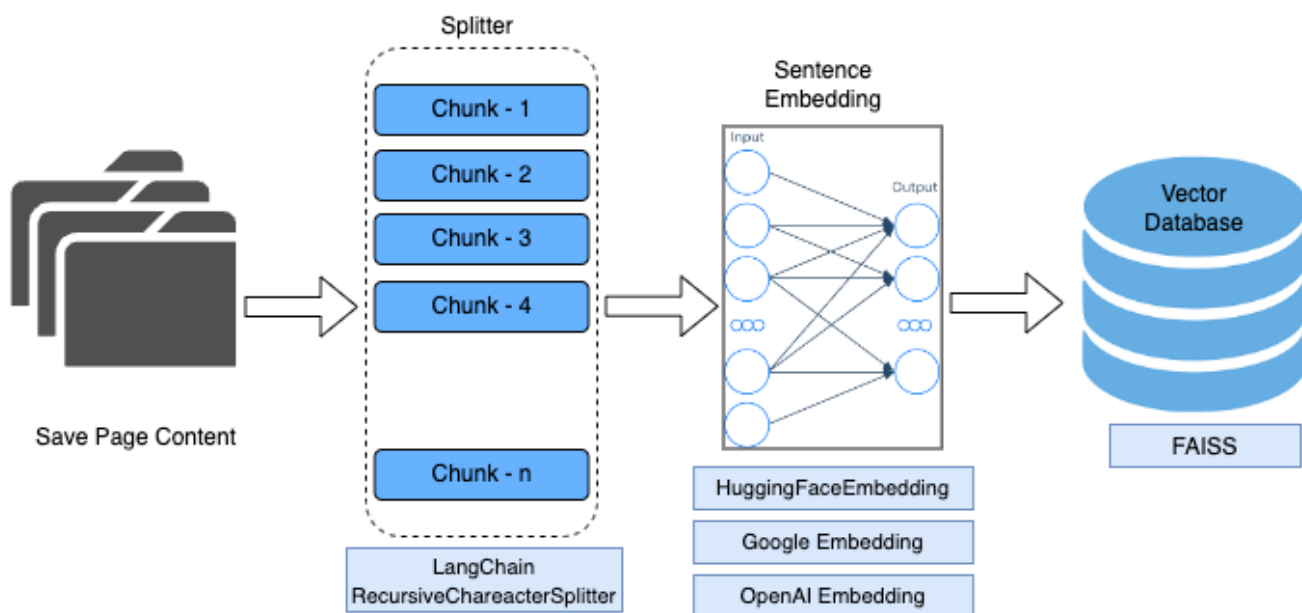 Save Page Content
Splitter
Chunk - 1
Chunk - 2
Chunk - 3
Chunk - 4
Chunk - n
LangChain
RecursiveChareacterSplitter
Sentence
Embedding
Input
Output
HuggingFaceEmbedding
Google Embedding
OpenAI Embedding
Vector
Database
FAISS